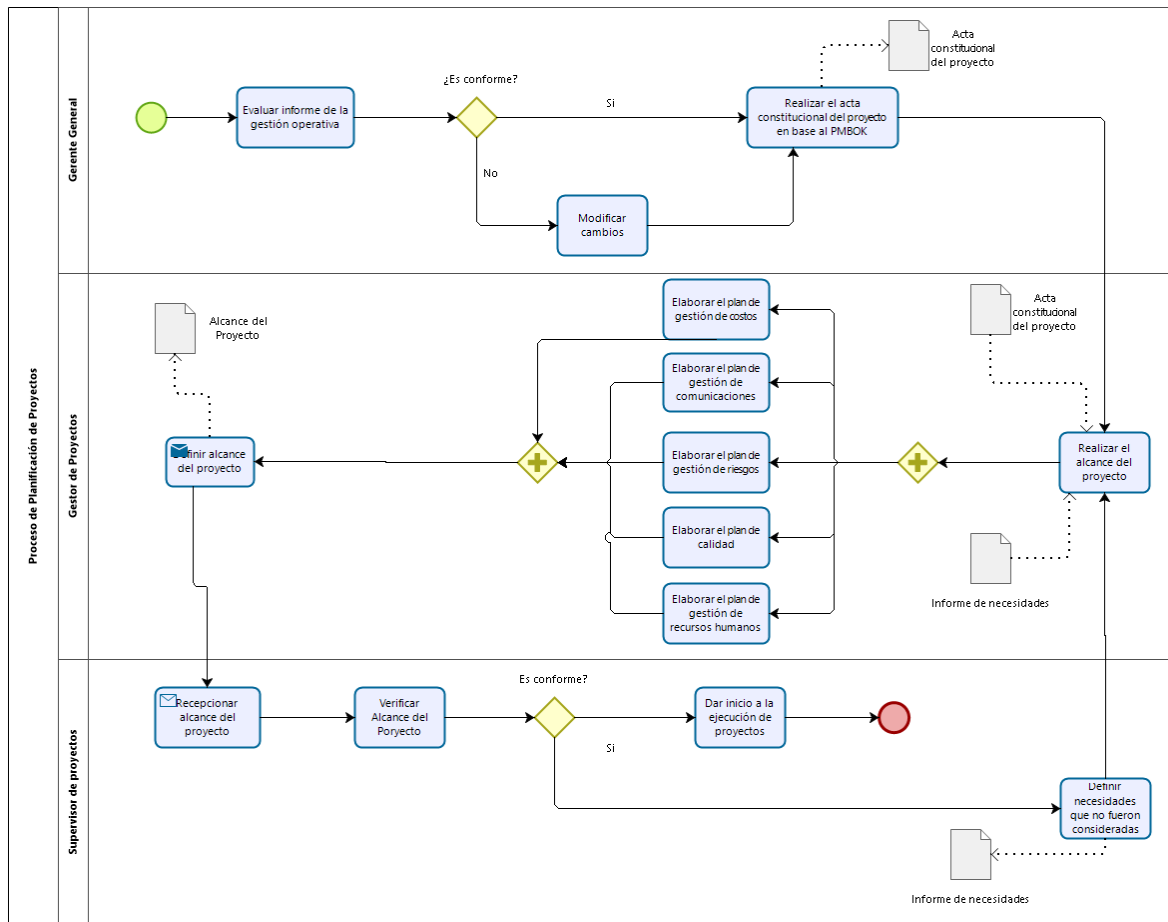 Proceso de Planificación de Proyectos
Gerente General
Evaluar informe de la
gestión operativa
¿Es conforme?
Si
No
Modificar
cambios
Realizar el acta
constitucional del proyecto
en base al PMBOK
Acta
constitucional
del proyecto
Gestor de Proyectos
Alcance del
Proyecto
finir alcance
del proyecto
Elaborar el plan de
gestión de costos
Elaborar el plan de
gestión de
comunicaciones
Elaborar el plan de
gestión de riesgos
Elaborar el plan de
calidad
Elaborar el plan de
gestión de
recursos humanos
Acta
constitucional
del proyecto
Realizar el
alcance del
proyecto
Informe de necesidades
Supervisor de proyectos
Recepcionar
alcance del
proyecto
Verificar
Alcance del
Poryecto
Es conforme?
Si
Dar inicio a la
ejecución de
proyectos
Definir
necesidades
que no fueron
consideradas
Informe de necesidades